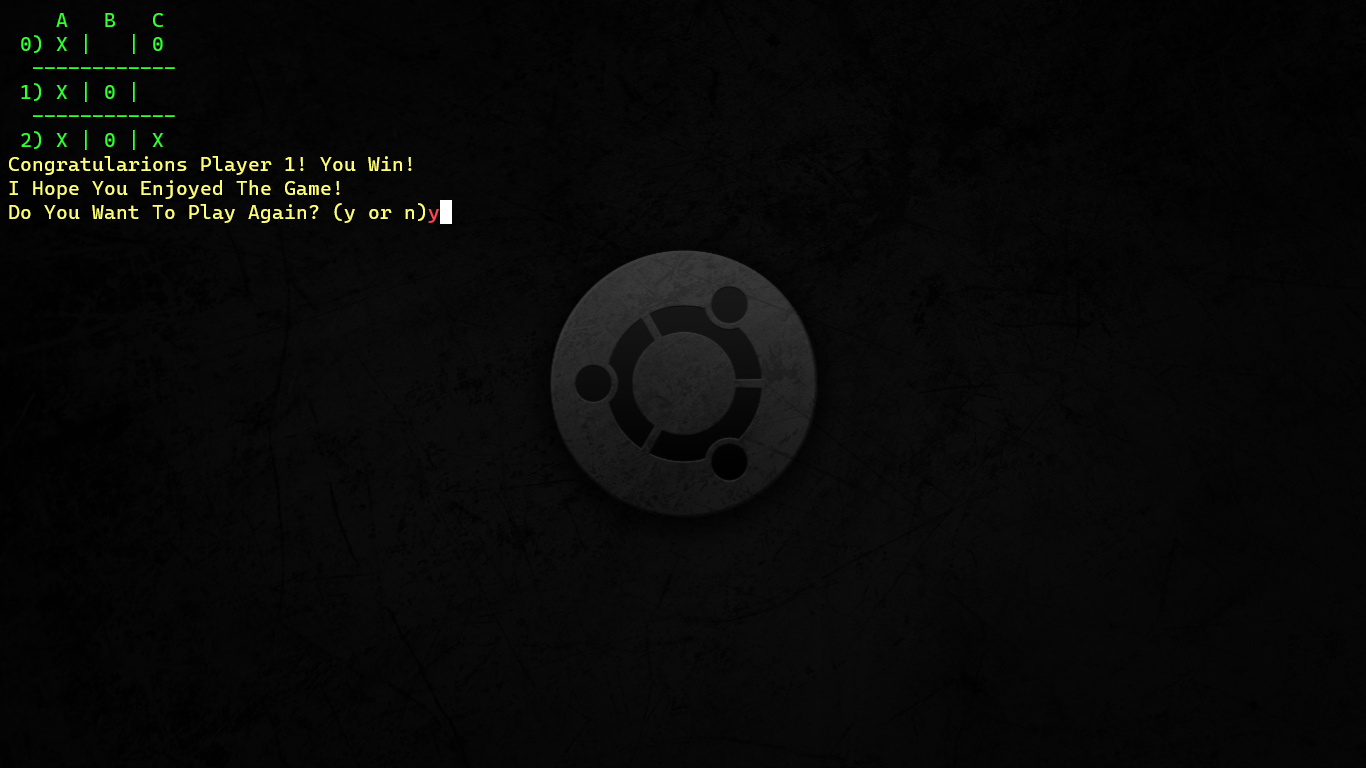 A   B   C
 0) X |   | 0
  ------------
 1) X | 0 |
  ------------
 2) X | 0 | X
Congratularions Player 1! You Win!
I Hope You Enjoyed The Game!
Do You Want To Play Again? (y or n)y